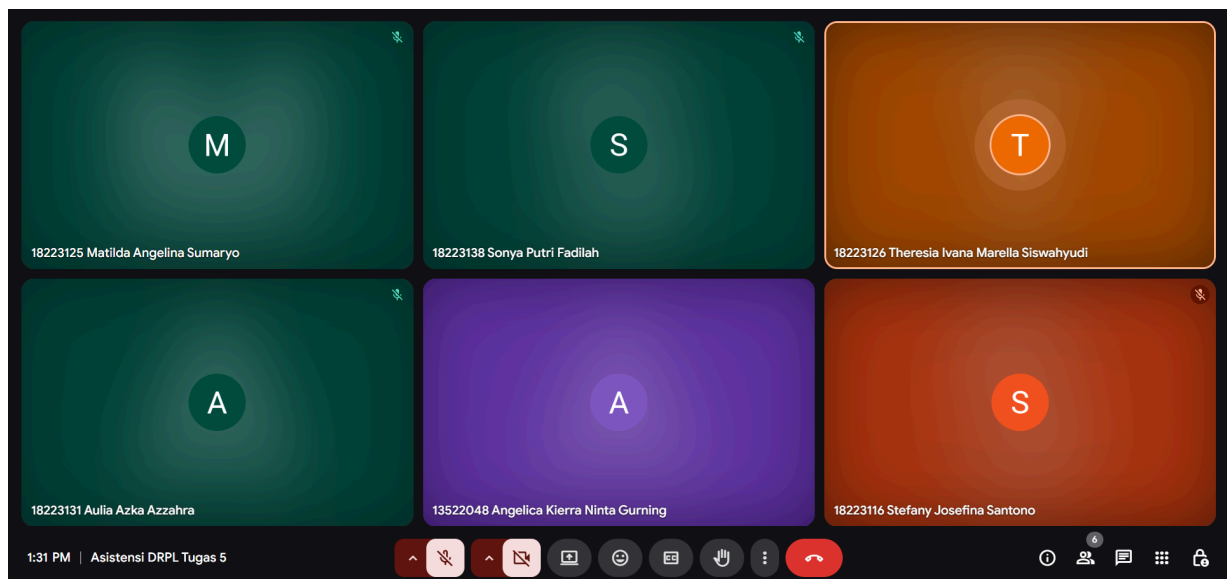 M
18223125 Matilda Angelina Sumaryo
S
18223138 Sonya Putri Fadilah
T
18223126 Theresia Ivana Marella Siswahyudi
A
18223131 Aulia Azka Azzahra
A
13522048 Angelica Kierra Ninta Gurning
S
18223116 Stefany Josefina Santono
1:31 PM | Asistensi DRPL Tugas 5
CC
6